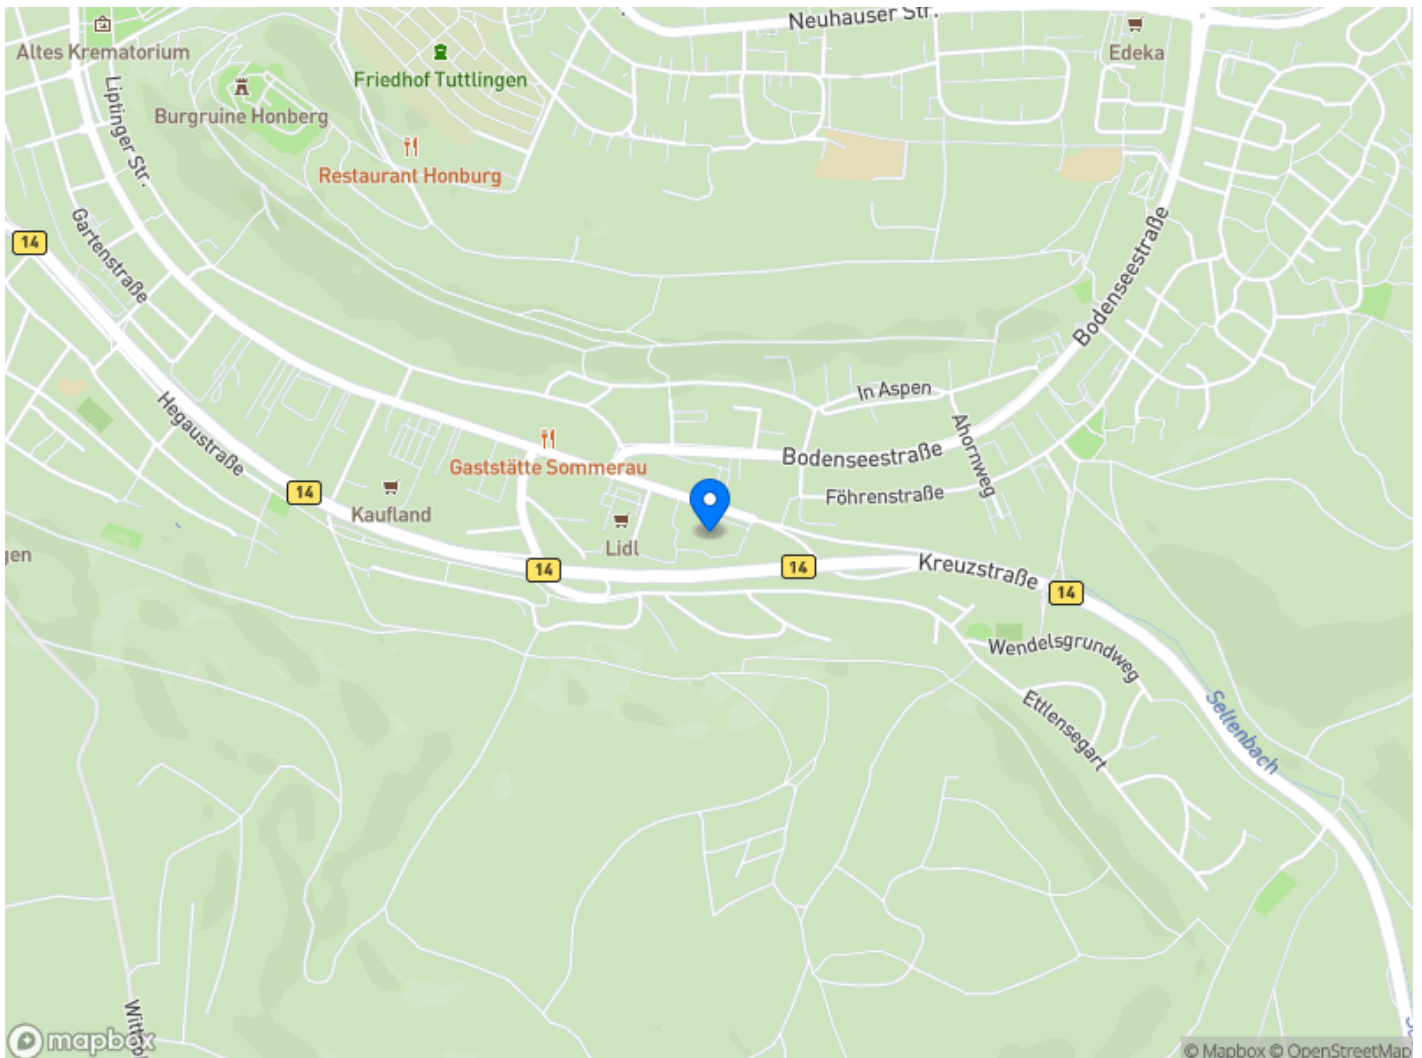 Neuhauser Str.
Edeka
Altes Krematorium
Friedhof Tuttlingen
Liptinger Str.
Burgruine Honberg
Restaurant Honburg
Gartenstraße
14
Bodenseestraße
In Aspen
Hegaustraße
Ahornweg
Gaststätte Sommerau
Bodenseestraße
14
Föhrenstraße
Kaufland
Lidl
gen
14
14
Kreuzstraße
14
Wendelsgrundweg
Ettlensegart
Seltenbach
mapbox
© Mapbox © OpenStreetMap